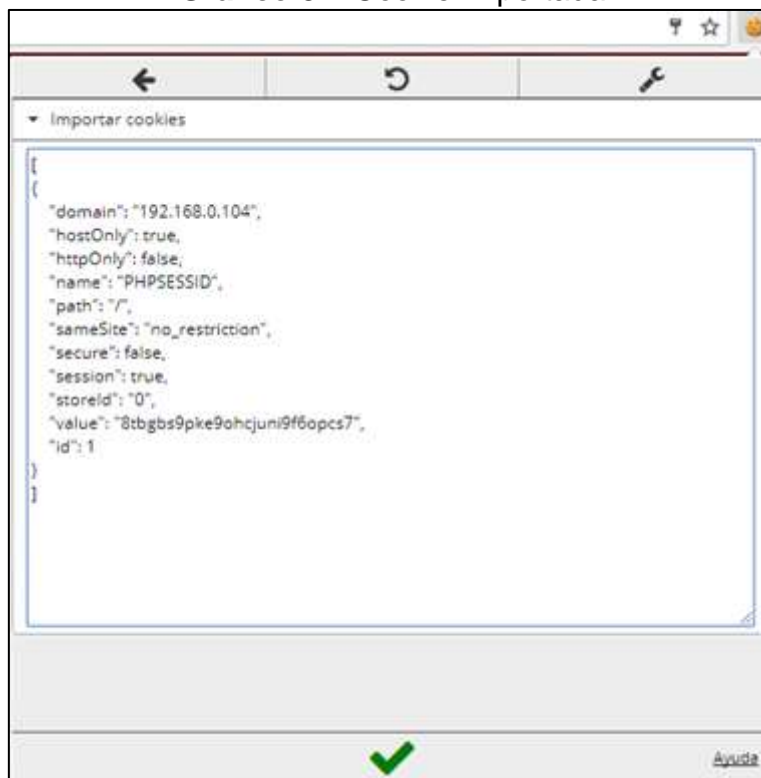 Importar cookies
[
{
"domain": "192.168.0.104",
"hostOnly": true,
"httpOnly": false,
"name": "PHPSESSID",
"path": "/",
"sameSite": "no_restriction",
"secure": false,
"session": true,
"storeId": "0",
"value": "8tbgbs9pke9ohcjuni9f6opcs7",
"id": 1
}
]
Ayuda